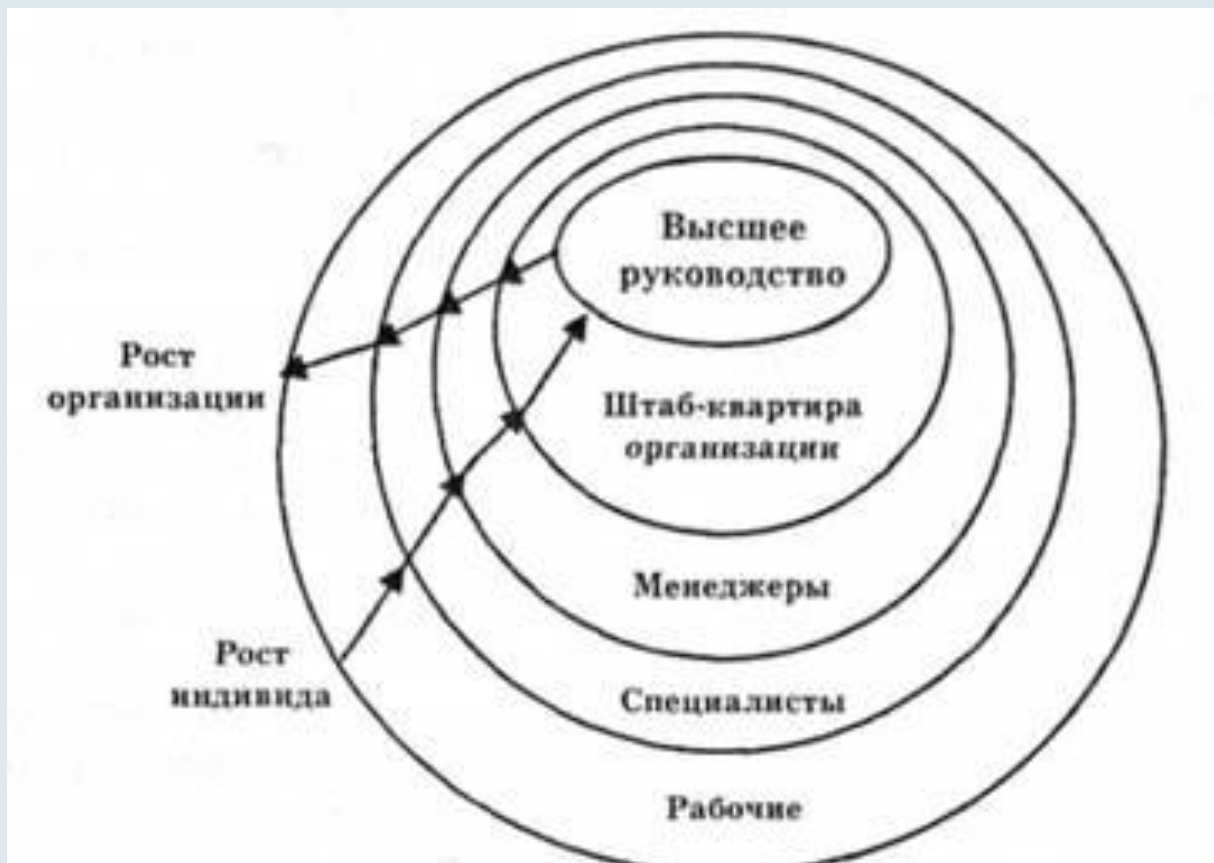 Высшее
руководство
Рост
организации
Штаб-квартира
организации
Менеджеры
Рост
индивида
Специалисты
Рабочие